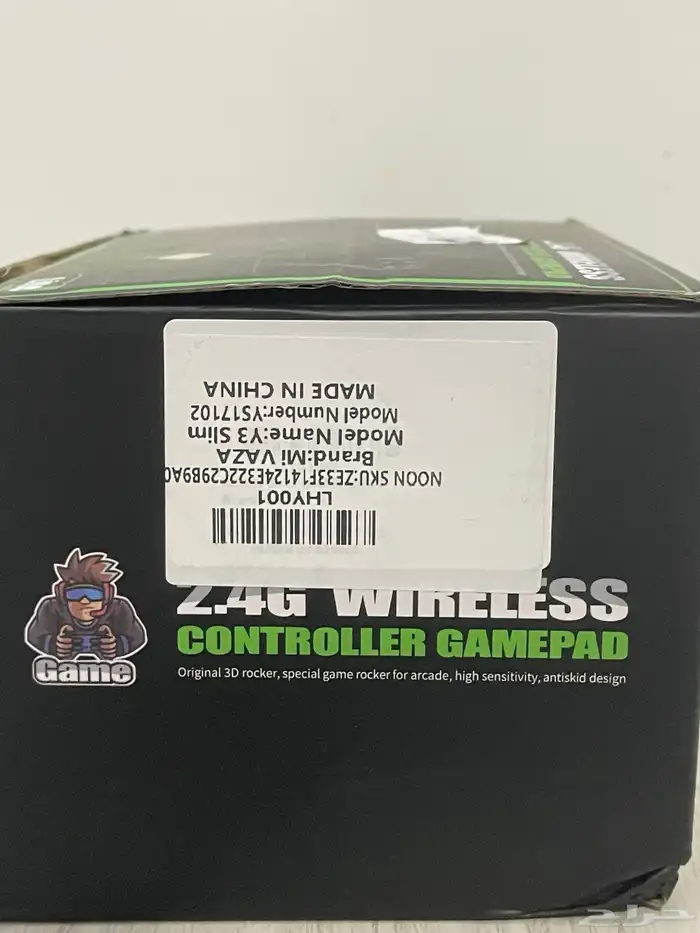 LHY001
NOON SKU:ZE33F14124E322C29B9A0
Brand:Mi VAZA
Model Name:Y3 Slim
Model Number:YS17102
MADE IN CHINA
2.4G WIRELESS
CONTROLLER GAMEPAD
Original 3D rocker, special game rocker for arcade, high sensitivity, antiskid design
Game
حراج